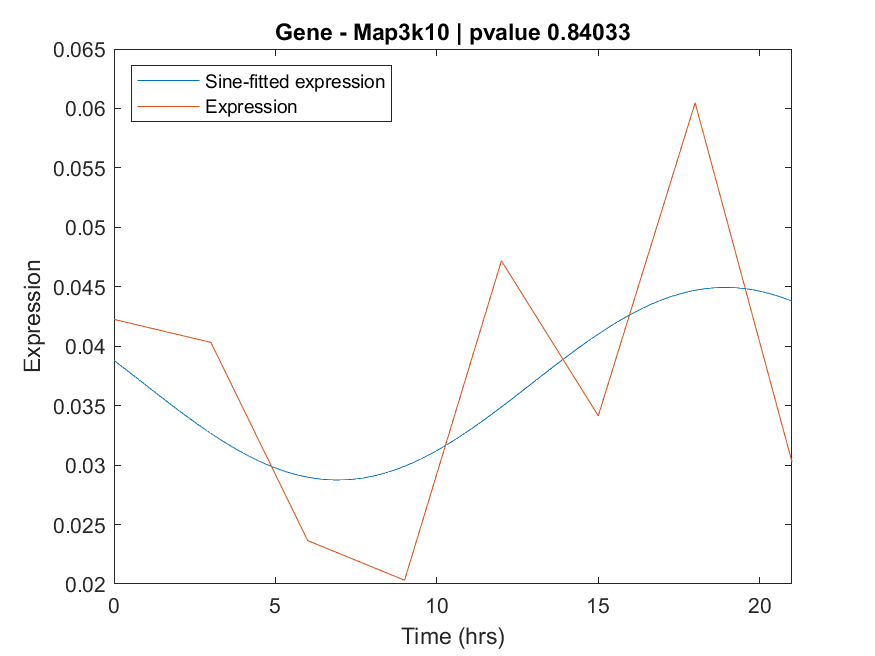 Gene - Map3k10 | pvalue 0.84033
0.065
0.06
0.055
0.05
0.045
0.04
0.035
0.03
0.025
0.02
Expression
Sine-fitted expression
Expression
0 5 10 15 20
Time (hrs)